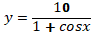 y = 10 / (1 + cosx)